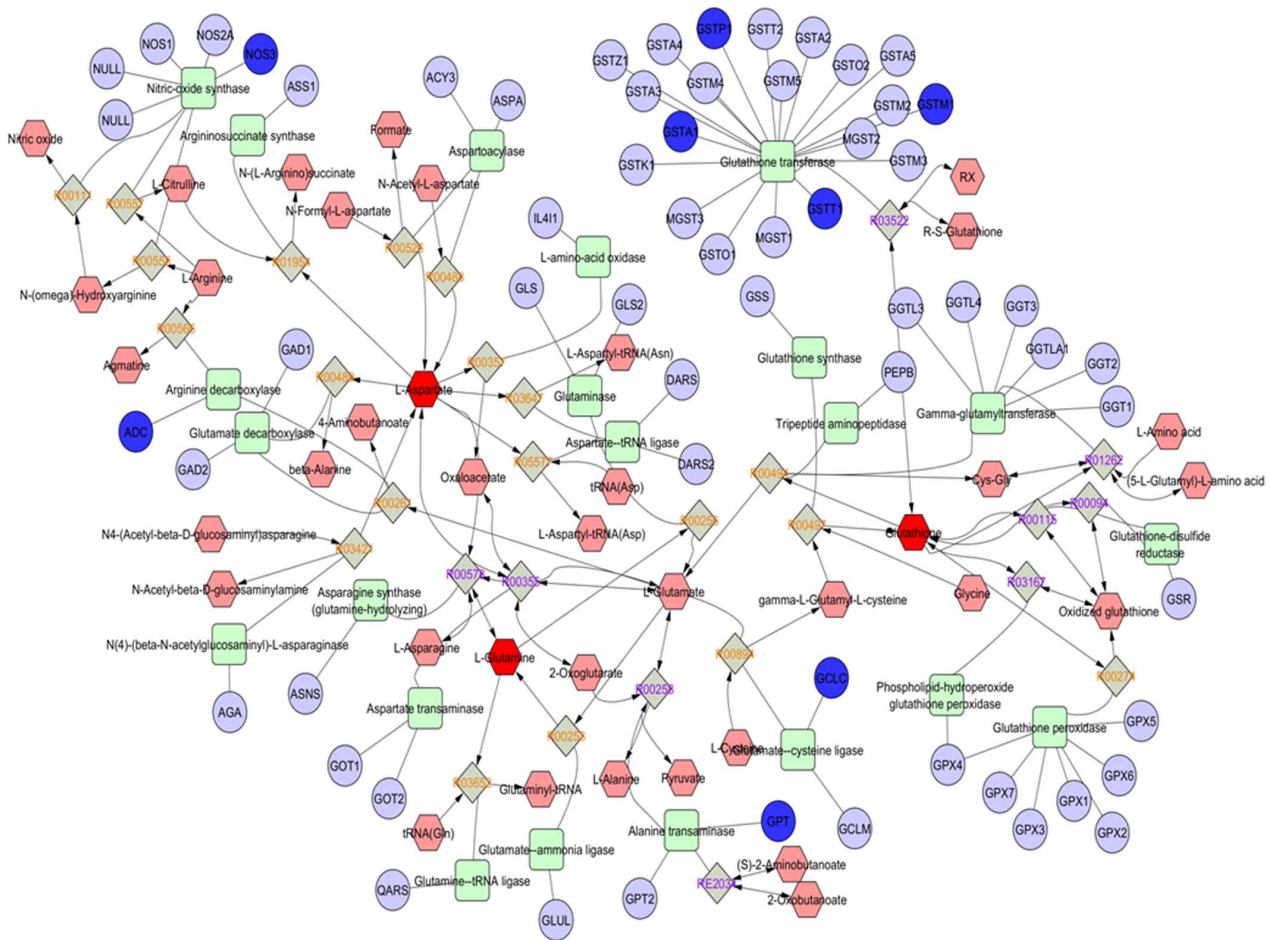 NOS1
NOS2A
NOS3
NULL
NULL
Nitric-oxide synthase
ASS1
Argininosuccinate synthase
Nitric oxide
R00111
R00557
L-Citrulline
N-(L-Arginino)succinate
R00558
R01954
L-Arginine
N-(omega)-Hydroxyarginine
R00566
Agmatine
ACY3
ASPA
Formate
Aspartoacylase
N-Acetyl-L-aspartate
N-Formyl-L-aspartate
R00526
R00488
IL4I1
L-amino-acid oxidase
GLS
GLS2
GSTP1
GSTT2
GSTA2
GSTA4
GSTO2
GSTA5
GSTZ1
GSTM4
GSTM5
GSTA3
GSTM2
GSTM1
GSTA1
MGST2
Glutathione transferase
GSTM3
GSTK1
GSTT1
MGST3
GSTO1
MGST1
RX
R03522
R-S-Glutathione
GAD1
Arginine decarboxylase
R00489
L-Aspartate
R00357
R03647
L-Aspartyl-tRNA(Asn)
Glutaminase
DARS
ADC
Glutamate decarboxylase
4-Aminobutanoate
Aspartate--tRNA ligase
GAD2
beta-Alanine
Oxaloacetate
R05577
tRNA(Asp)
DARS2
R00261
L-Aspartyl-tRNA(Asp)
R00256
GSS
GGTL3
GGTL4
GGT3
GGTLA1
GGT2
GGT1
Glutathione synthase
PEPB
Tripeptide aminopeptidase
Gamma-glutamyltransferase
L-Amino acid
R00494
Cys-Gly
R01262
(5-L-Glutamyl)-L-amino acid
R00497
Glutathione
R00115
R00094
Glutathione-disulfide
reductase
R03167
GSR
gamma-L-Glutamyl-L-cysteine
Glycine
Oxidized glutathione
R00274
N4-(Acetyl-beta-D-glucosaminyl)asparagine
R03421
N-Acetyl-beta-D-glucosaminylamine
Asparagine synthase
(glutamine-hydrolyzing)
R00578
R00355
L-Glutamate
N(4)-(beta-N-acetylglucosaminyl)-L-asparaginase
L-Asparagine
L-Glutamine
2-Oxoglutarate
R00258
R00894
GCLC
AGA
ASNS
Aspartate transaminase
R00253
L-Cysteine
Glutamate--cysteine ligase
Phospholipid-hydroperoxide
glutathione peroxidase
Glutathione peroxidase
GPX5
GPX4
GPX6
GPX7
GPX1
GPX3
GPX2
GOT1
GOT2
R03652
Glutaminyl-tRNA
L-Alanine
Pyruvate
tRNA(Gln)
Alanine transaminase
GPT
GCLM
Glutamate--ammonia ligase
Glutamine--tRNA ligase
QARS
GLUL
GPT2
(S)-2-Aminobutanoate
2-Oxobutanoate